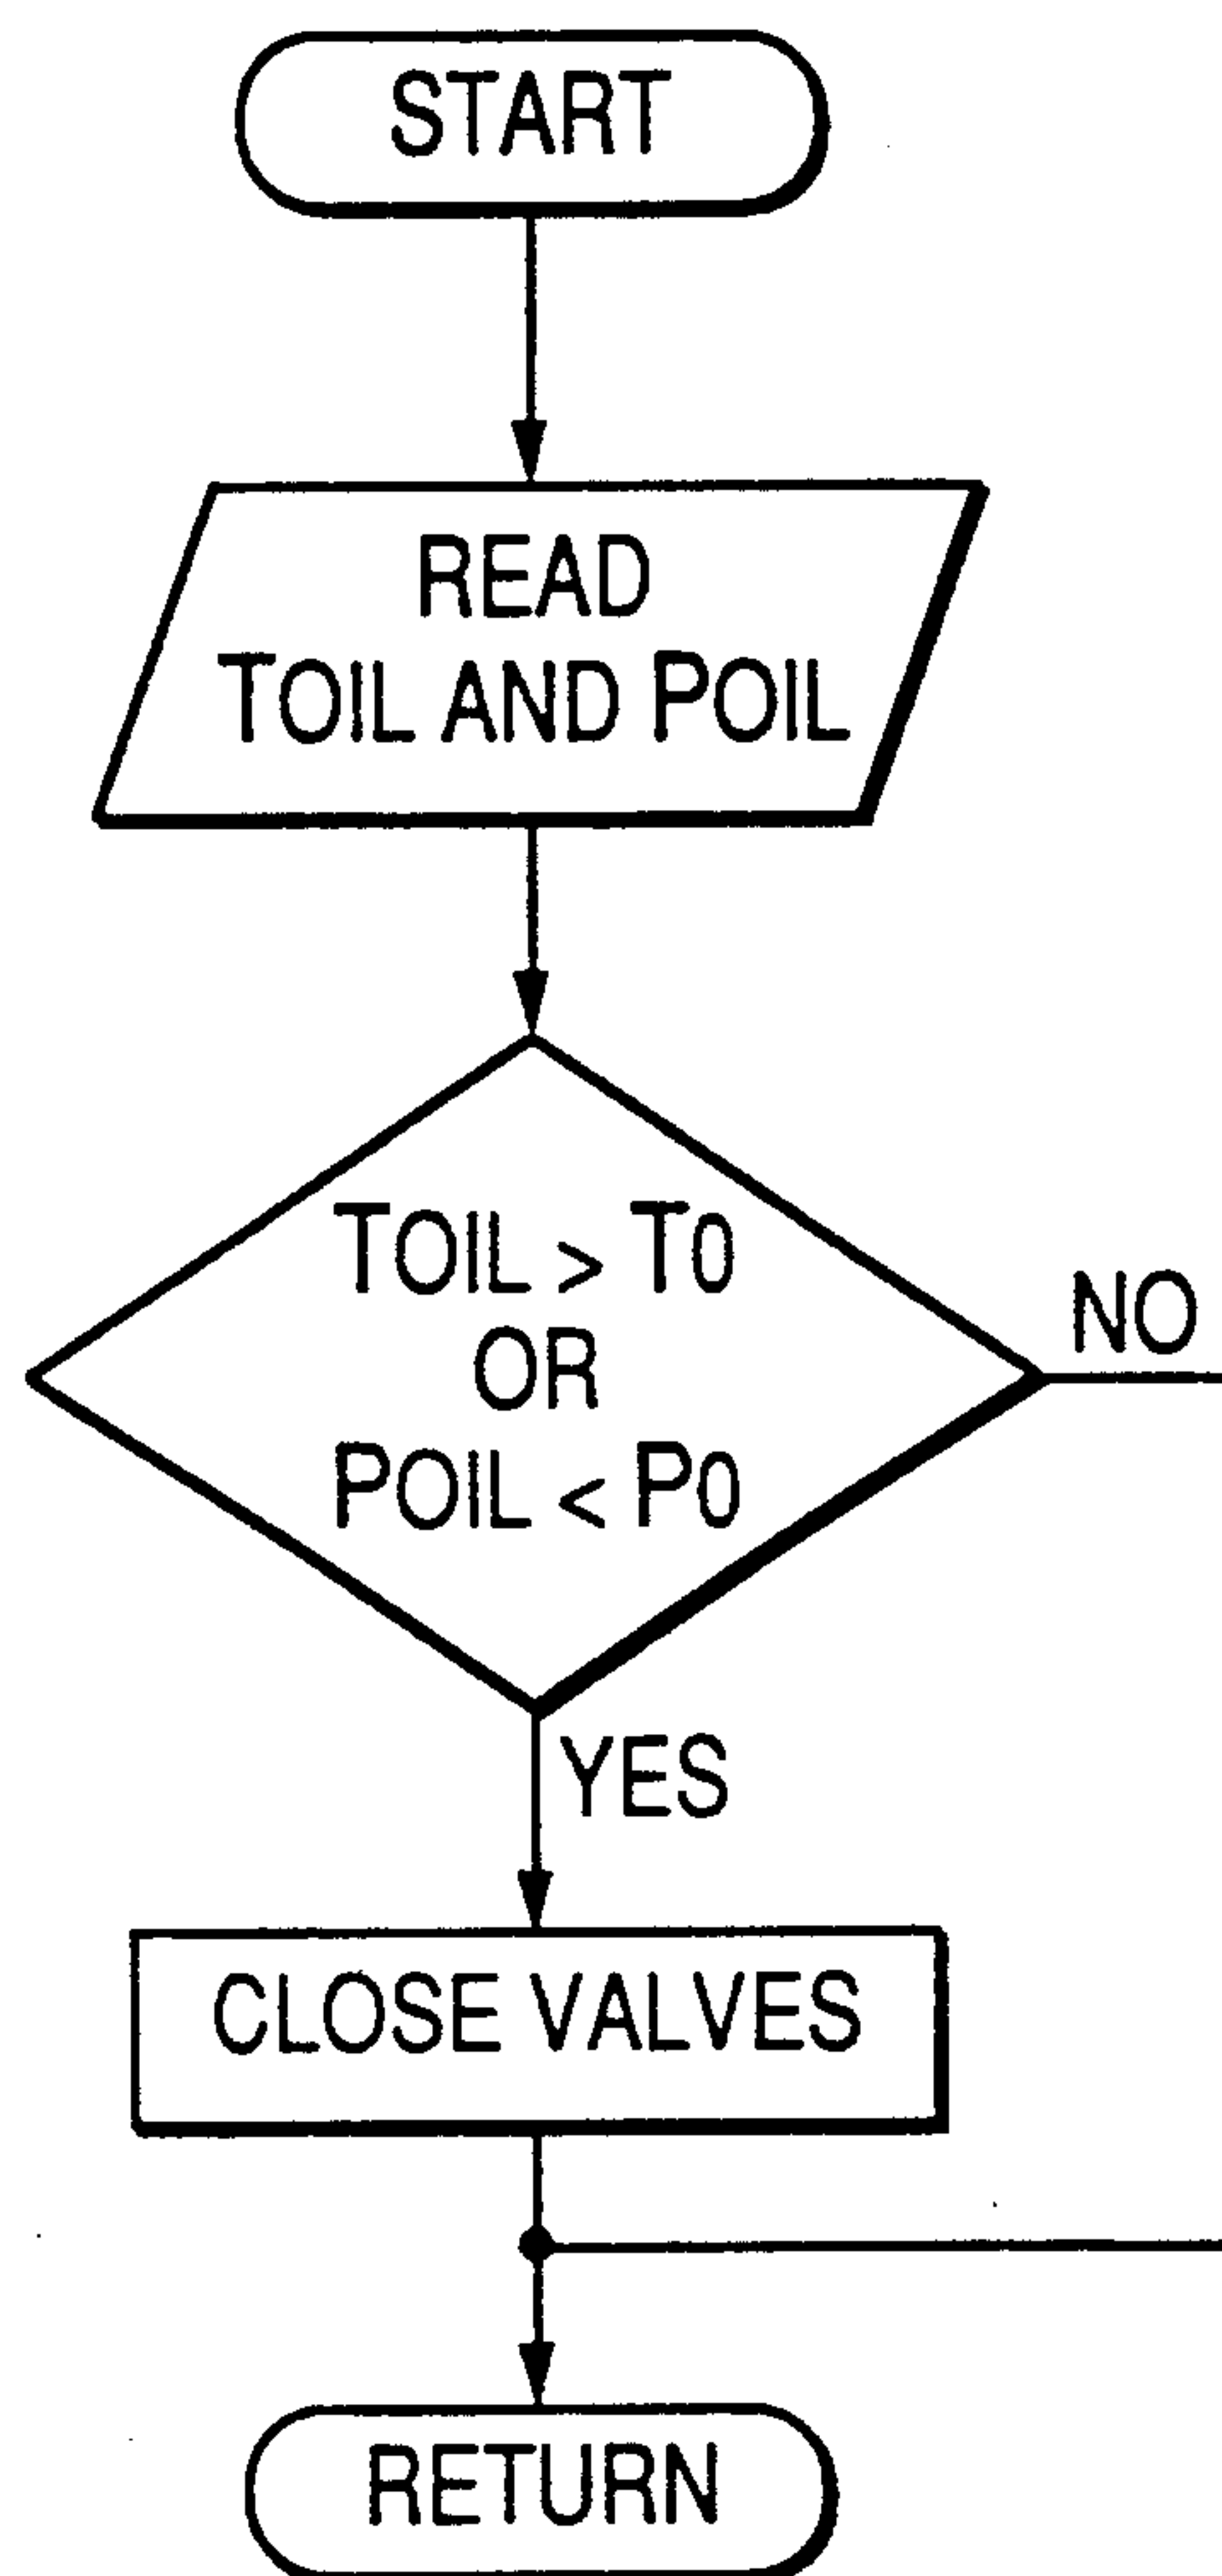 START
READ
TOIL AND POIL
TOIL > T0
OR
POIL < P0
NO
YES
CLOSE VALVES
RETURN